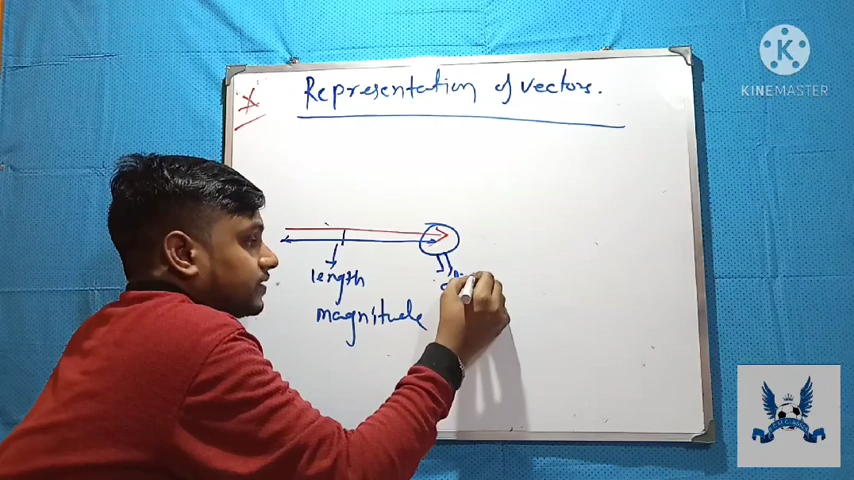 Representation of vectors.
K
KINEMASTER
length
magnitude